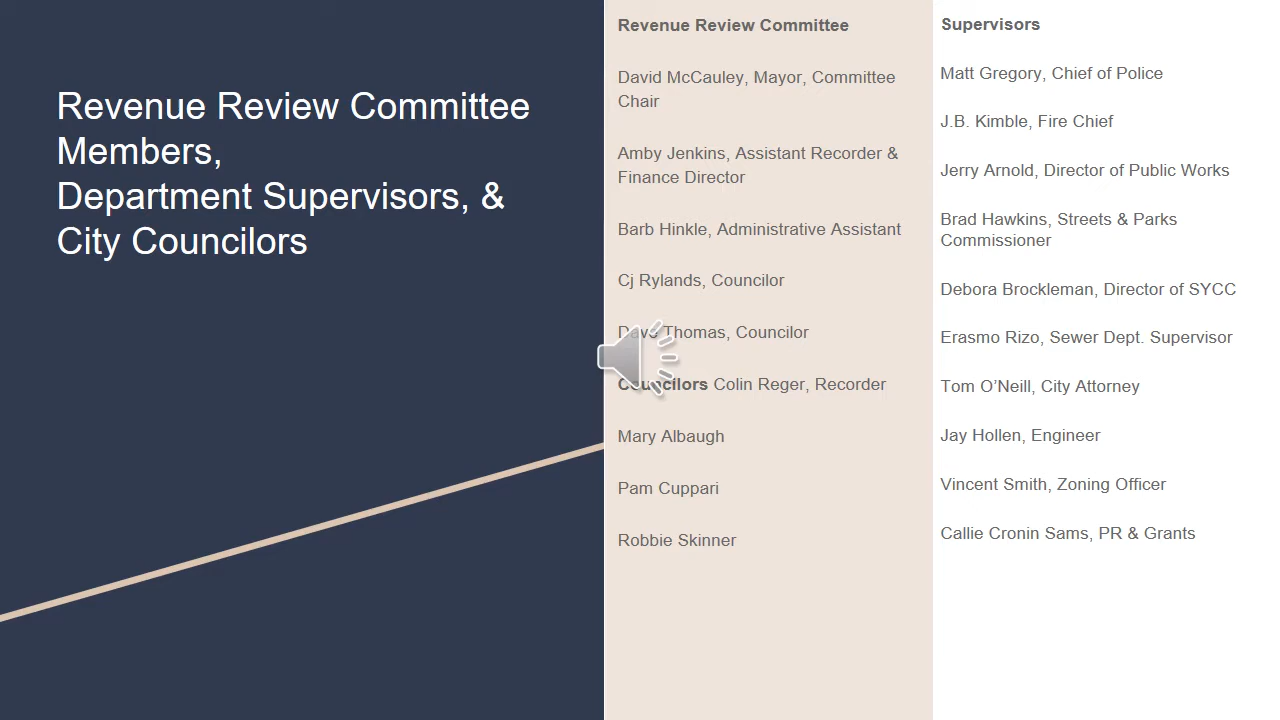 Revenue Review Committee
Members,
Department Supervisors, &
City Councilors
Revenue Review Committee
David McCauley, Mayor, Committee
Chair
Amby Jenkins, Assistant Recorder &
Finance Director
Barb Hinkle, Administrative Assistant
Cj Rylands, Councilor
Dave Thomas, Councilor
Councilors Colin Reger, Recorder
Mary Albaugh
Pam Cuppari
Robbie Skinner
Supervisors
Matt Gregory, Chief of Police
J.B. Kimble, Fire Chief
Jerry Arnold, Director of Public Works
Brad Hawkins, Streets & Parks
Commissioner
Debora Brockleman, Director of SYCC
Erasmo Rizo, Sewer Dept. Supervisor
Tom O’Neill, City Attorney
Jay Hollen, Engineer
Vincent Smith, Zoning Officer
Callie Cronin Sams, PR & Grants